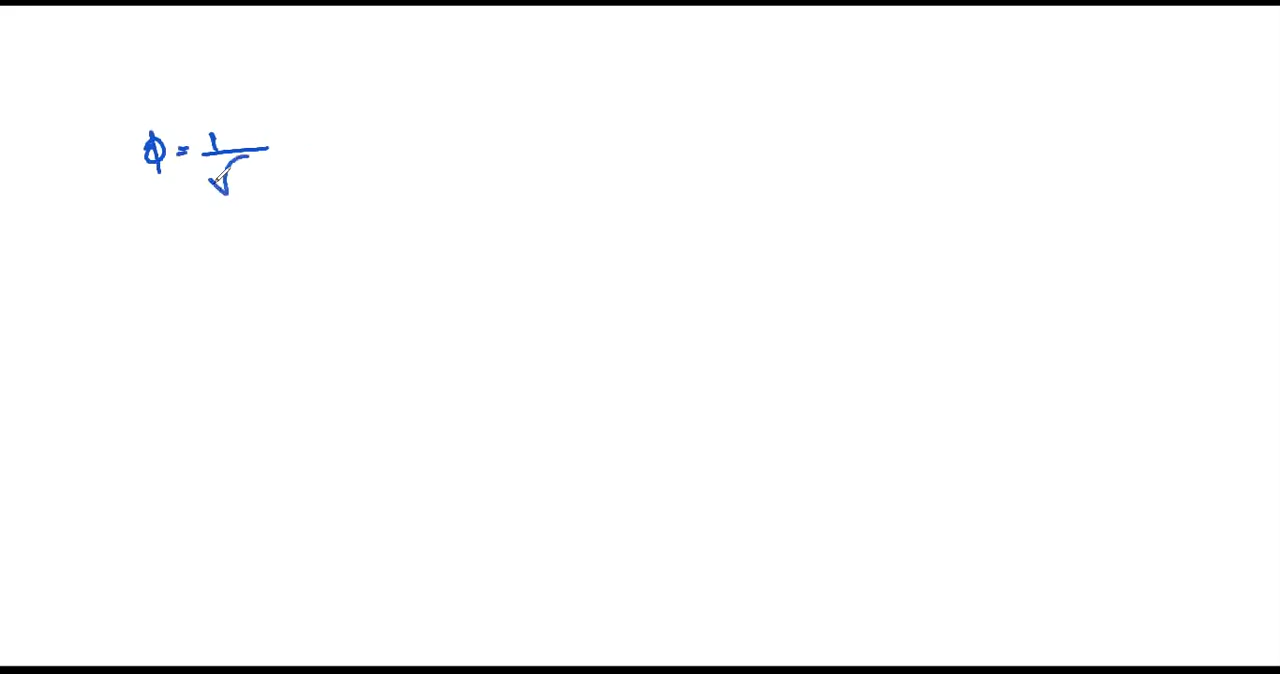 ϕ = 1/√